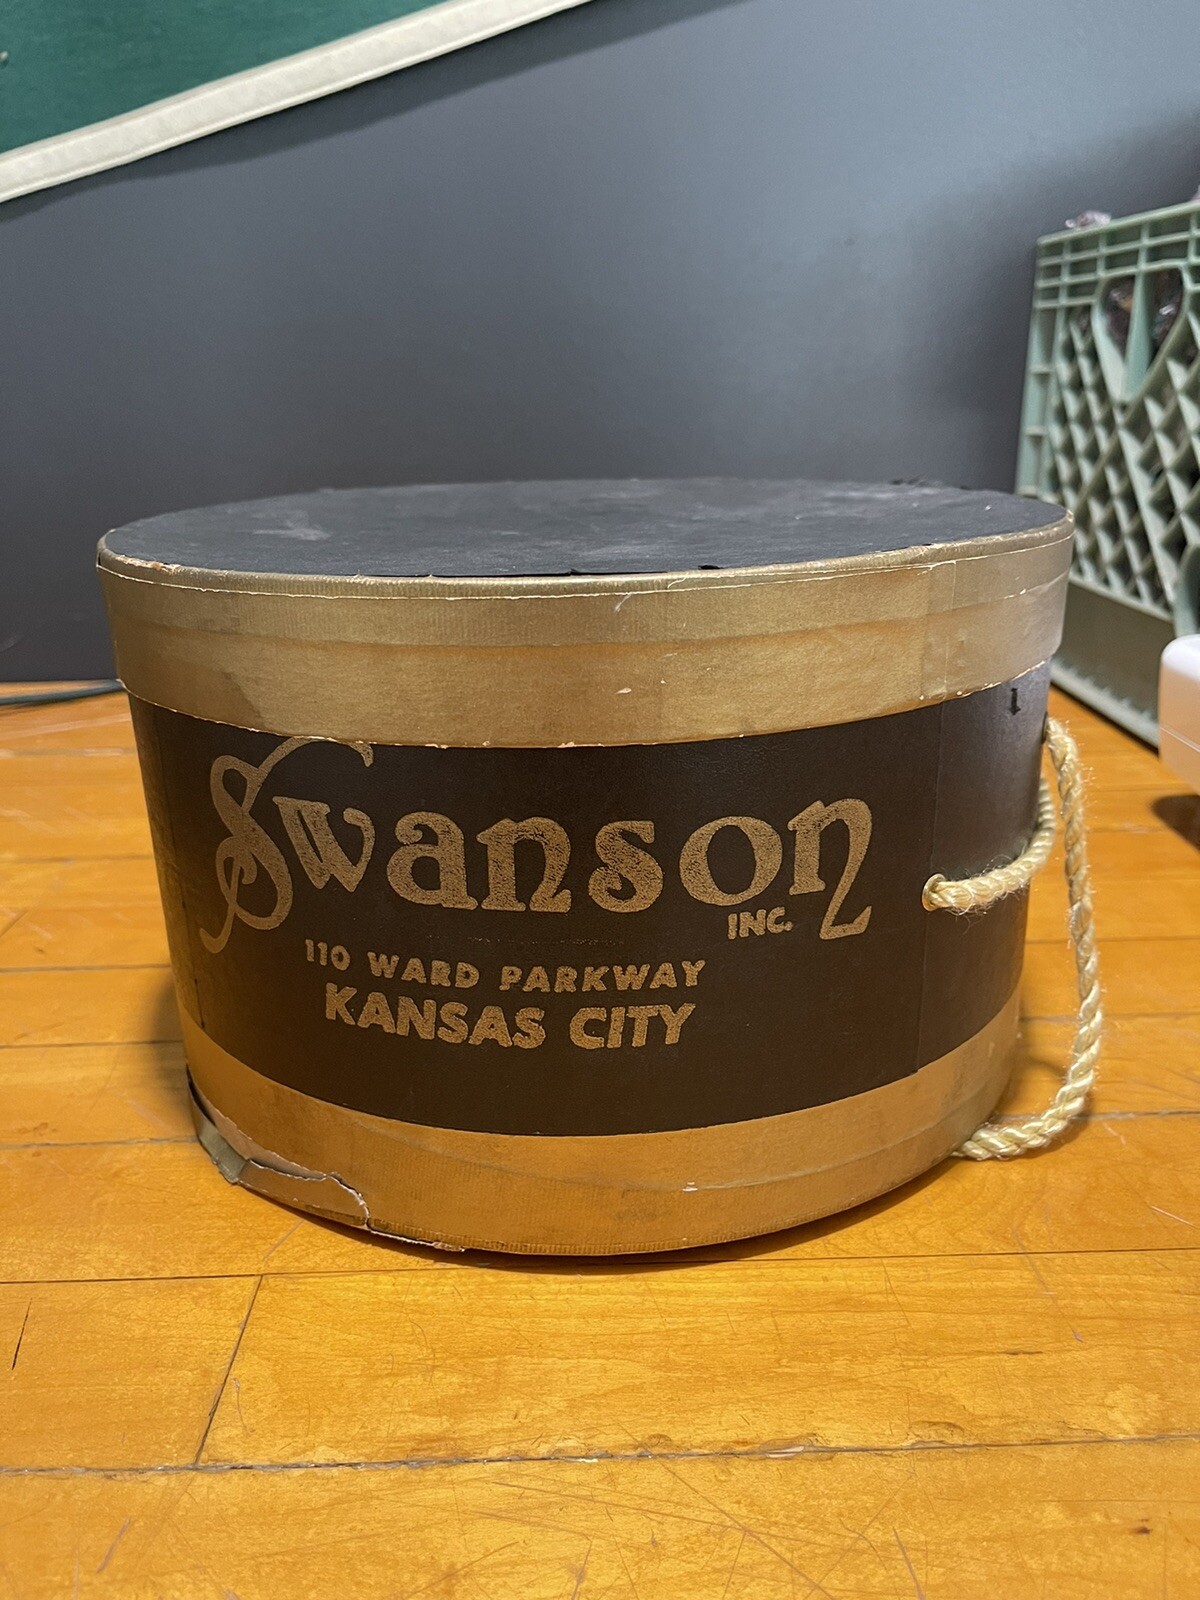 Swanson
INC.
110 WARD PARKWAY
KANSAS CITY